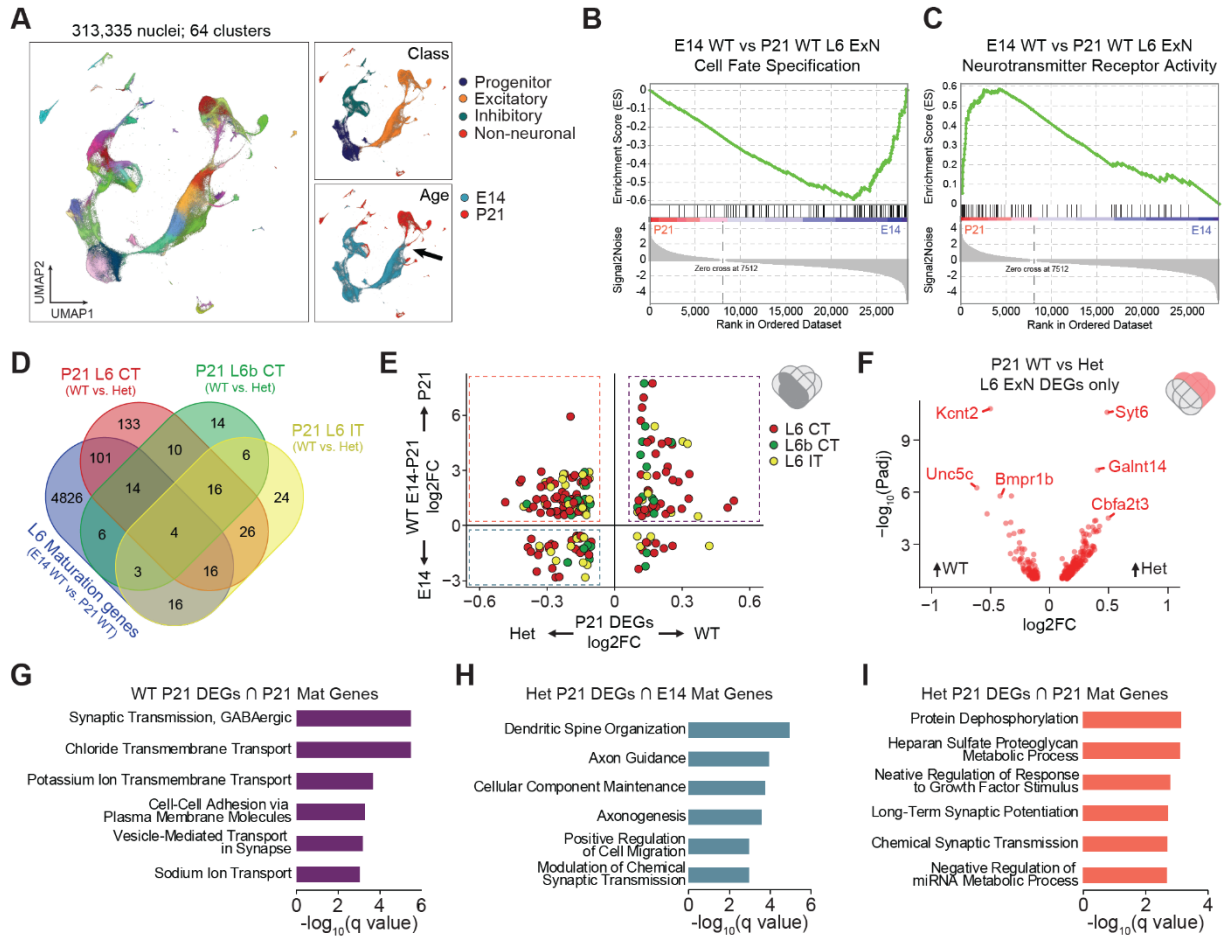 A
313,335 nuclei; 64 clusters
UMAP2
UMAP1
Class
Progenitor
Excitatory
Inhibitory
Non-neuronal
Age
E14
P21
B
E14 WT vs P21 WT L6 ExN
Cell Fate Specification
Enrichment Score (ES)
0
-0.1
-0.2
-0.3
-0.4
-0.5
-0.6
P21
E14
Signal2Noise
4
2
0
-2
-4
Zero cross at 7512
0
5,000
10,000
15,000
20,000
25,000
Rank in Ordered Dataset
C
E14 WT vs P21 WT L6 ExN
Neurotransmitter Receptor Activity
Enrichment Score (ES)
0.6
0.5
0.4
0.3
0.2
0.1
0
P21
E14
Signal2Noise
4
2
0
-2
-4
Zero cross at 7512
0
5,000
10,000
15,000
20,000
25,000
Rank in Ordered Dataset
D
P21 L6 CT
(WT vs. Het)
P21 L6b CT
(WT vs. Het)
P21 L6 IT
(WT vs. Het)
L6 Maturation genes
(E14 WT vs. P21 WT)
133
14
101
10
6
4826
14
16
24
6
4
26
3
16
16
E
WT E14-P21
log2FC
E14
P21
6
3
0
−3
−0.6
−0.3
0
0.3
0.6
P21 DEGs
log2FC
Het
WT
L6 CT
L6b CT
L6 IT
F
P21 WT vs Het
L6 ExN DEGs only
Kcnt2
Syt6
Unc5c
Bmpr1b
Galnt14
Cbfa2t3
−log10(Padj)
9
6
3
WT
Het
−1
−0.5
0
0.5
1
log2FC
G
WT P21 DEGs ∩ P21 Mat Genes
Synaptic Transmission, GABAergic
Chloride Transmembrane Transport
Potassium Ion Transmembrane Transport
Cell-Cell Adhesion via
Plasma Membrane Molecules
Vesicle-Mediated Transport
in Synapse
Sodium Ion Transport
0
2
4
6
-log10(q value)
H
Het P21 DEGs ∩ E14 Mat Genes
Dendritic Spine Organization
Axon Guidance
Cellular Component Maintenance
Axonogenesis
Positive Regulation
of Cell Migration
Modulation of Chemical
Synaptic Transmission
0
2
4
6
-log10(q value)
I
Het P21 DEGs ∩ P21 Mat Genes
Protein Dephosphorylation
Heparan Sulfate Proteoglycan
Metabolic Process
Neative Regulation of Response
to Growth Factor Stimulus
Long-Term Synaptic Potentiation
Chemical Synaptic Transmission
Negative Regulation of
miRNA Metabolic Process
0
2
4
-log10(q value)